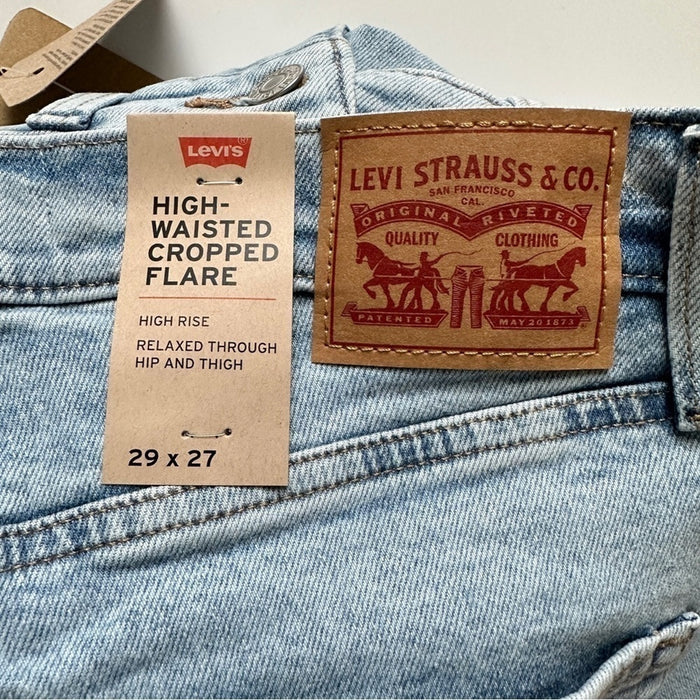 LEVI'S®
HIGH-
WAISTED
CROPPED
FLARE
HIGH RISE
RELAXED THROUGH
HIP AND THIGH
29 x 27
LEVI STRAUSS & CO.
SAN FRANCISCO
CAL.
ORIGINAL RIVETED
QUALITY CLOTHING
PATENTED MAY 20 1873